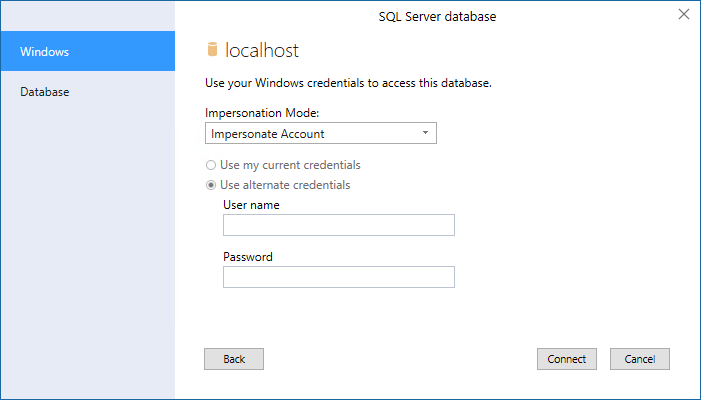 SQL Server database
Windows
Database
localhost
Use your Windows credentials to access this database.
Impersonation Mode:
Impersonate Account
Use my current credentials
Use alternate credentials
User name
Password
Back
Connect
Cancel